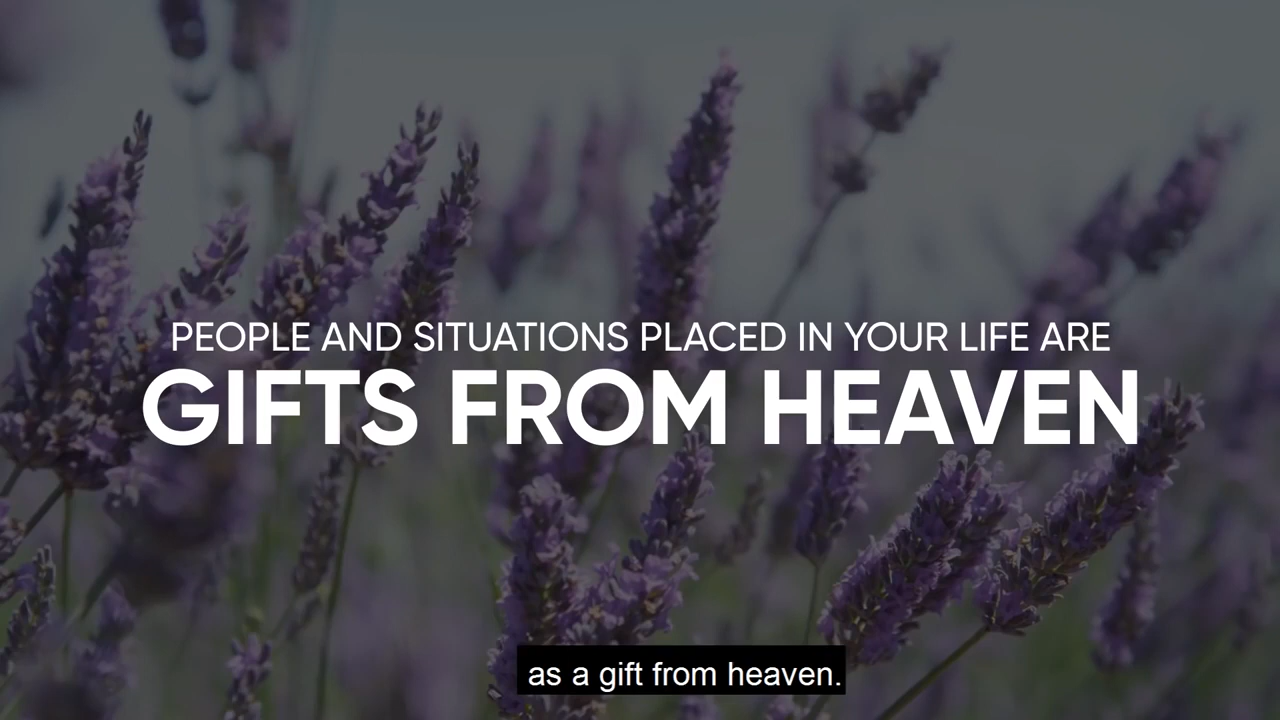 PEOPLE AND SITUATIONS PLACED IN YOUR LIFE ARE
GIFTS FROM HEAVEN
as a gift from heaven.